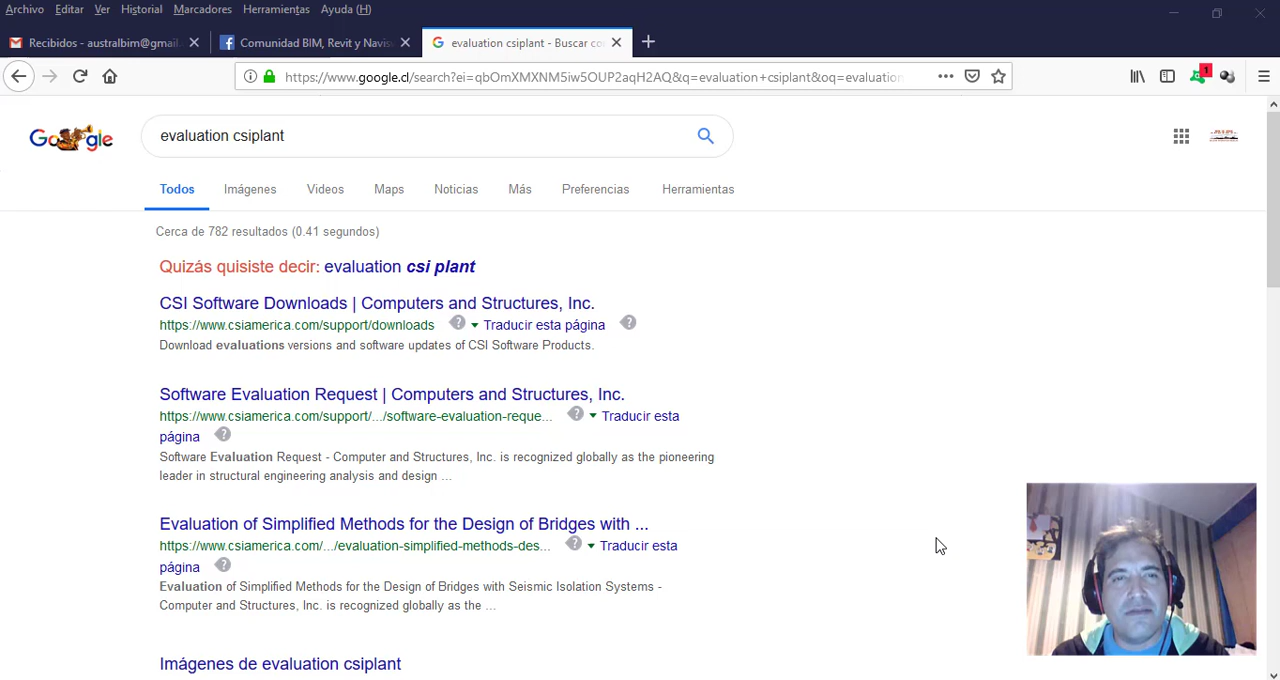 Archivo Editar Ver Historial Marcadores Herramientas Ayuda (H)
Recibidos - australbim@gmail. Comunidad BIM, Revit y Navisw evaluation csiplant - Buscar co
https://www.google.cl/search?ei=qbOmXMXNM5iw5OUP2aqH2AQ&q=evaluation+csiplant&oq=evaluation
1
Google
evaluation csiplant
Todos Imágenes Videos Maps Noticias Más Preferencias Herramientas
Cerca de 782 resultados (0.41 segundos)
Quizás quisiste decir: evaluation csi plant
CSI Software Downloads | Computers and Structures, Inc.
https://www.csiamerica.com/support/downloads ? Traducir esta página ?
Download evaluations versions and software updates of CSI Software Products.
Software Evaluation Request | Computers and Structures, Inc.
https://www.csiamerica.com/support/.../software-evaluation-reque... ? Traducir esta
página ?
Software Evaluation Request - Computer and Structures, Inc. is recognized globally as the pioneering
leader in structural engineering analysis and design ...
Evaluation of Simplified Methods for the Design of Bridges with ...
https://www.csiamerica.com/.../evaluation-simplified-methods-des... ? Traducir esta
página ?
Evaluation of Simplified Methods for the Design of Bridges with Seismic Isolation Systems -
Computer and Structures, Inc. is recognized globally as the ...
Imágenes de evaluation csiplant